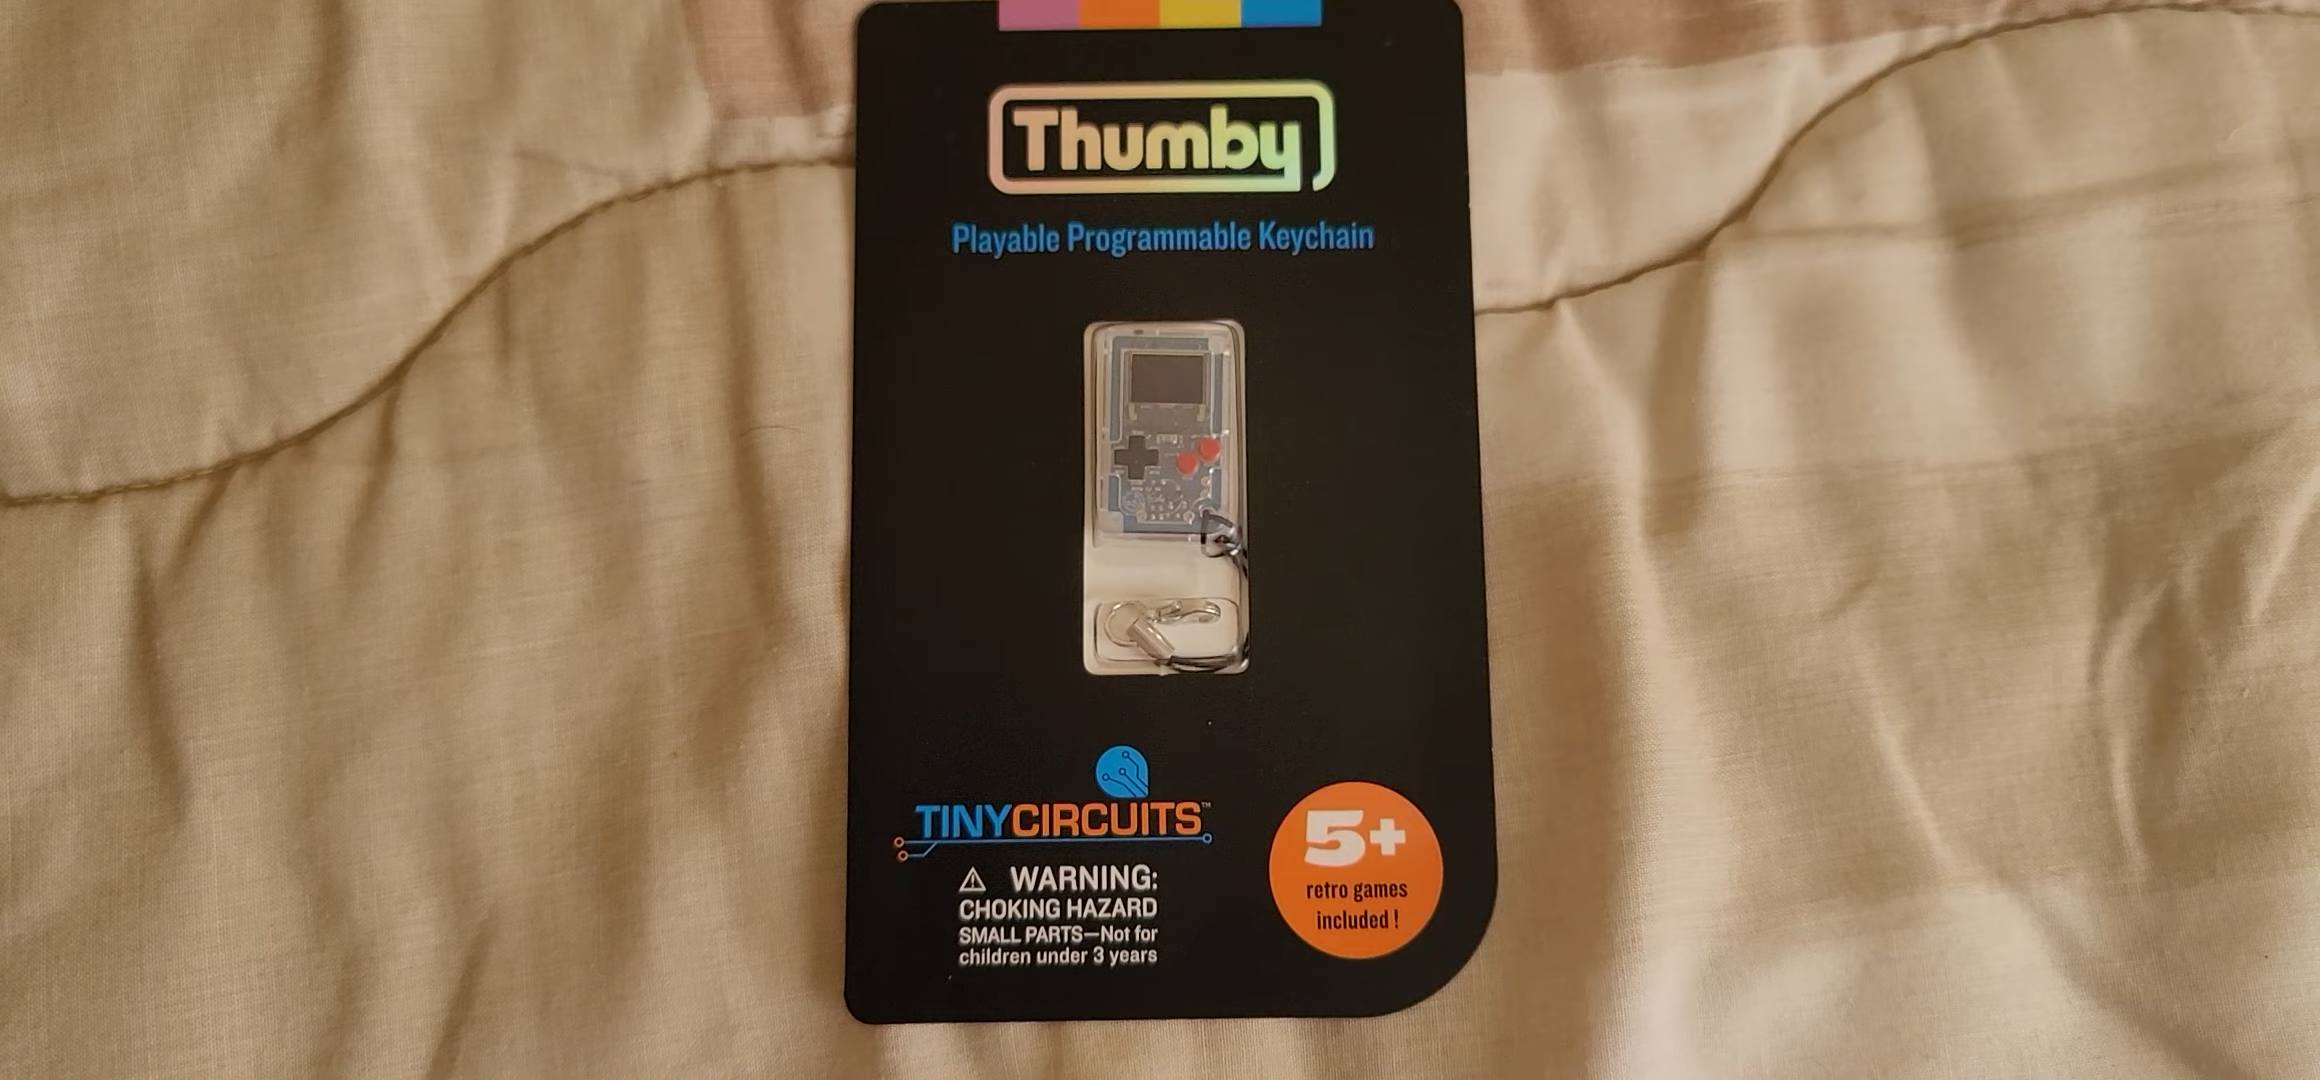 Thumby
Playable Programmable Keychain
TINYCIRCUITS™
⚠ WARNING:
CHOKING HAZARD
SMALL PARTS—Not for
children under 3 years
5+
retro games
included !